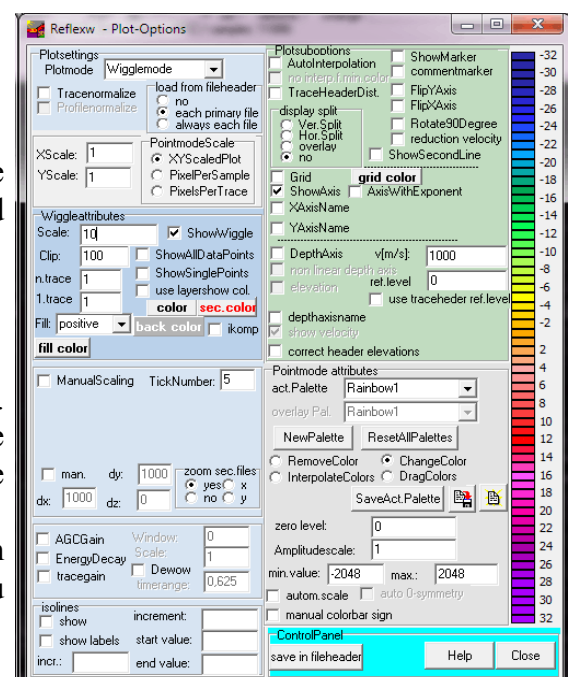 Reflexw - Plot-Options
Plotsettings
Plotmode Wigglemode
Tracenormalize
Profilenormalize
load from fileheader
no
each primary file
always each file
XScale: 1
YScale: 1
PointmodeScale
XYScaledPlot
PixelPerSample
PixelsPerTrace
Wiggleattributes
Scale: 10 ShowWiggle
Clip: 100 ShowAllDataPoints
n.trace 1 ShowSinglePoints
1.trace 1 use layershow col.
color sec.color
Fill: positive back color ikomp
fill color
ManualScaling TickNumber: 5
man. dy: 1000
dx: 1000 dz: 0
zoom sec.files
yes x
no y
AGCGain Window: 0
EnergyDecay Scale: 1
tracegain Dewow
timerange: 0,625
isolines
show increment:
show labels start value:
incr.: end value:
Plotsuboptions
AutoInterpolation ShowMarker
no interp.f.min.color commentmarker
TraceHeaderDist. FlipYAxis
FlipXAxis
display split
Ver.Split Rotate90Degree
Hor.Split reduction velocity
overlay
no ShowSecondLine
Grid grid color
ShowAxis AxisWithExponent
XAxisName
YAxisName
DepthAxis v[m/s]: 1000
non linear depth axis
elevation ref.level 0
use traceheder ref.level
depthaxisname
show velocity
correct header elevations
Pointmode attributes
act.Palette Rainbow1
overlay Pal. Rainbow1
NewPalette ResetAllPalettes
RemoveColor ChangeColor
InterpolateColors DragColors
SaveAct.Palette
zero level: 0
Amplitudescale: 1
min.value: -2048 max.: 2048
autom.scale auto 0-symmetry
manual colorbar sign
ControlPanel
save in fileheader Help Close
-32
-30
-28
-26
-24
-22
-20
-18
-16
-14
-12
-10
-8
-6
-4
-2
2
4
6
8
10
12
14
16
18
20
22
24
26
28
30
32